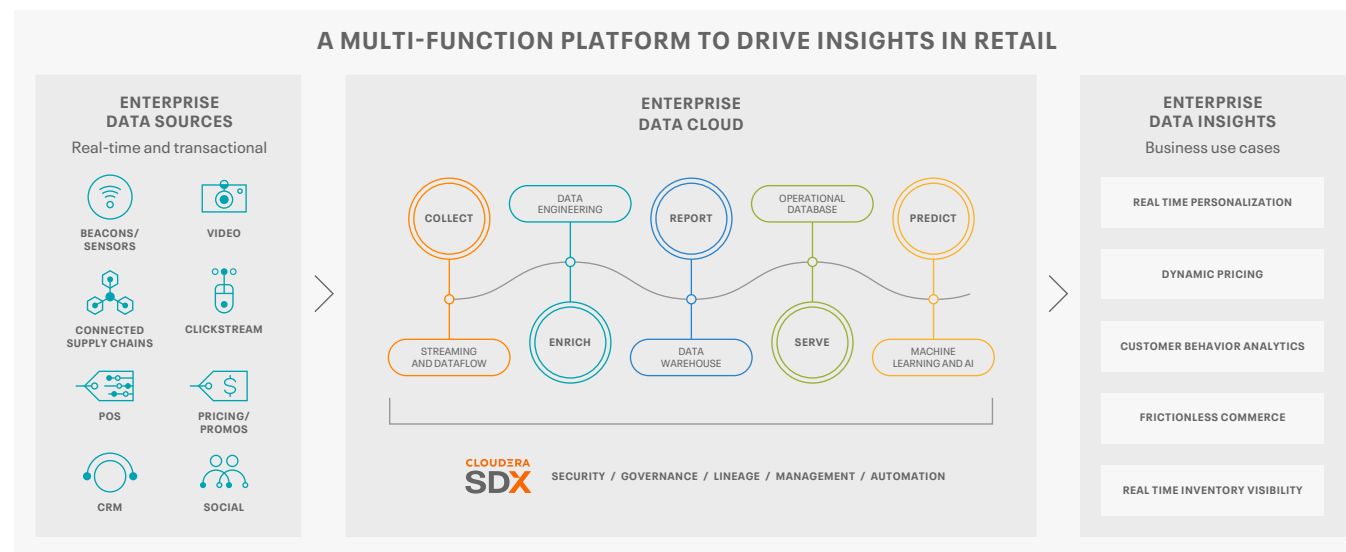 A MULTI-FUNCTION PLATFORM TO DRIVE INSIGHTS IN RETAIL
ENTERPRISE
DATA SOURCES
Real-time and transactional
BEACONS/
SENSORS
VIDEO
CONNECTED
SUPPLY CHAINS
CLICKSTREAM
POS
$
PRICING/
PROMOS
CRM
SOCIAL
ENTERPRISE
DATA CLOUD
COLLECT
STREAMING
AND DATAFLOW
DATA
ENGINEERING
ENRICH
REPORT
DATA
WAREHOUSE
OPERATIONAL
DATABASE
SERVE
PREDICT
MACHINE
LEARNING AND AI
CLOUDERA
SDX
SECURITY / GOVERNANCE / LINEAGE / MANAGEMENT / AUTOMATION
ENTERPRISE
DATA INSIGHTS
Business use cases
REAL TIME PERSONALIZATION
DYNAMIC PRICING
CUSTOMER BEHAVIOR ANALYTICS
FRICTIONLESS COMMERCE
REAL TIME INVENTORY VISIBILITY